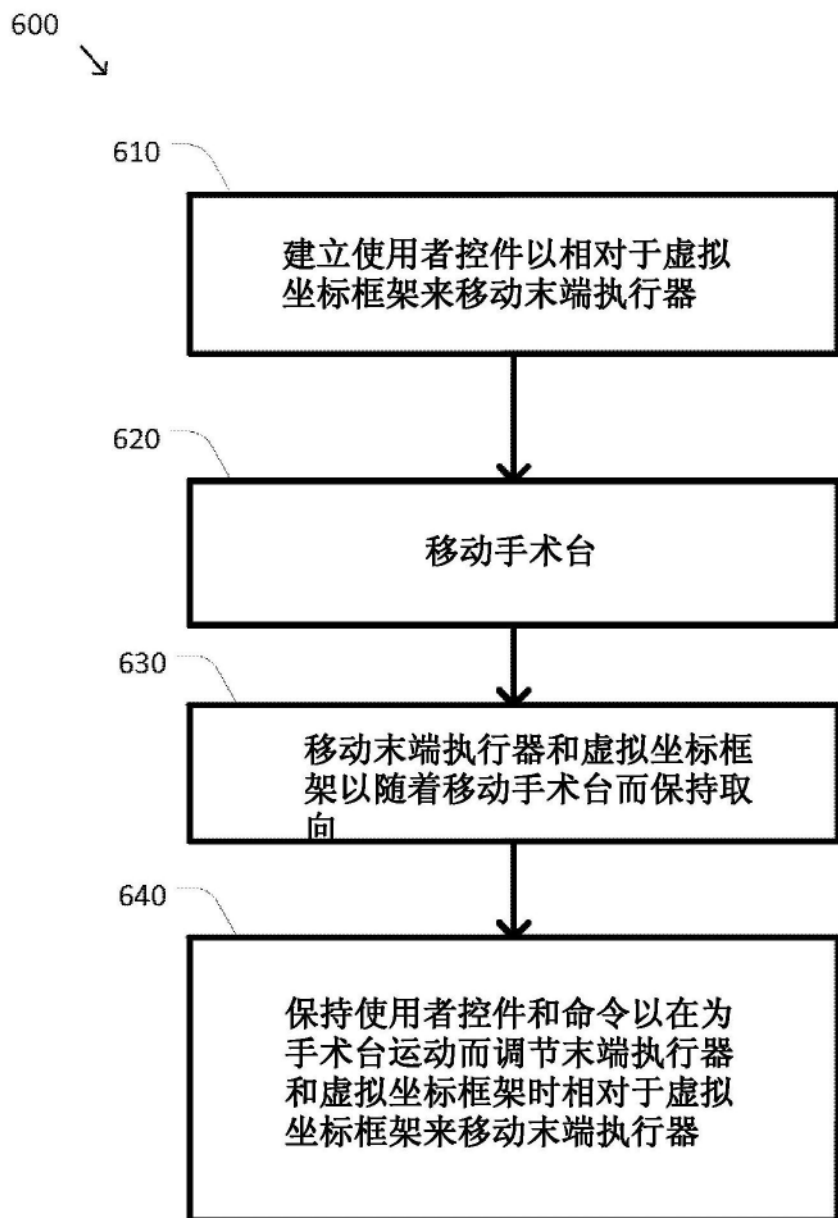 600
610
建立使用者控件以相对于虚拟
坐标框架来移动末端执行器
620
移动手术台
630
移动末端执行器和虚拟坐标框
架以随着移动手术台而保持取
向
640
保持使用者控件和命令以在为
手术台运动而调节末端执行器
和虚拟坐标框架时相对于虚拟
坐标框架来移动末端执行器